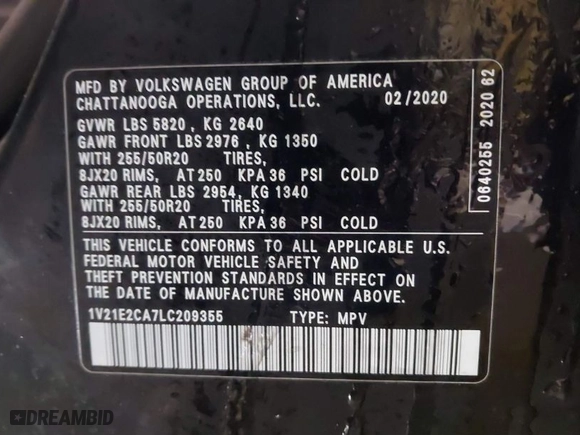 MFD BY VOLKSWAGEN GROUP OF AMERICA
CHATTANOOGA OPERATIONS, LLC. 02/2020
GVWR LBS 5820 , KG 2640
GAWR FRONT LBS 2976 , KG 1350
WITH 255/50R20 TIRES,
8JX20 RIMS, AT 250 KPA 36 PSI COLD
GAWR REAR LBS 2954, KG 1340
WITH 255/50R20 TIRES,
8JX20 RIMS, AT 250 KPA 36 PSI COLD
THIS VEHICLE CONFORMS TO ALL APPLICABLE U.S.
FEDERAL MOTOR VEHICLE SAFETY AND
THEFT PREVENTION STANDARDS IN EFFECT ON
THE DATE OF MANUFACTURE SHOWN ABOVE.
1V21E2CA7LC209355 TYPE: MPV
0640255 2020 62
DREAMBID